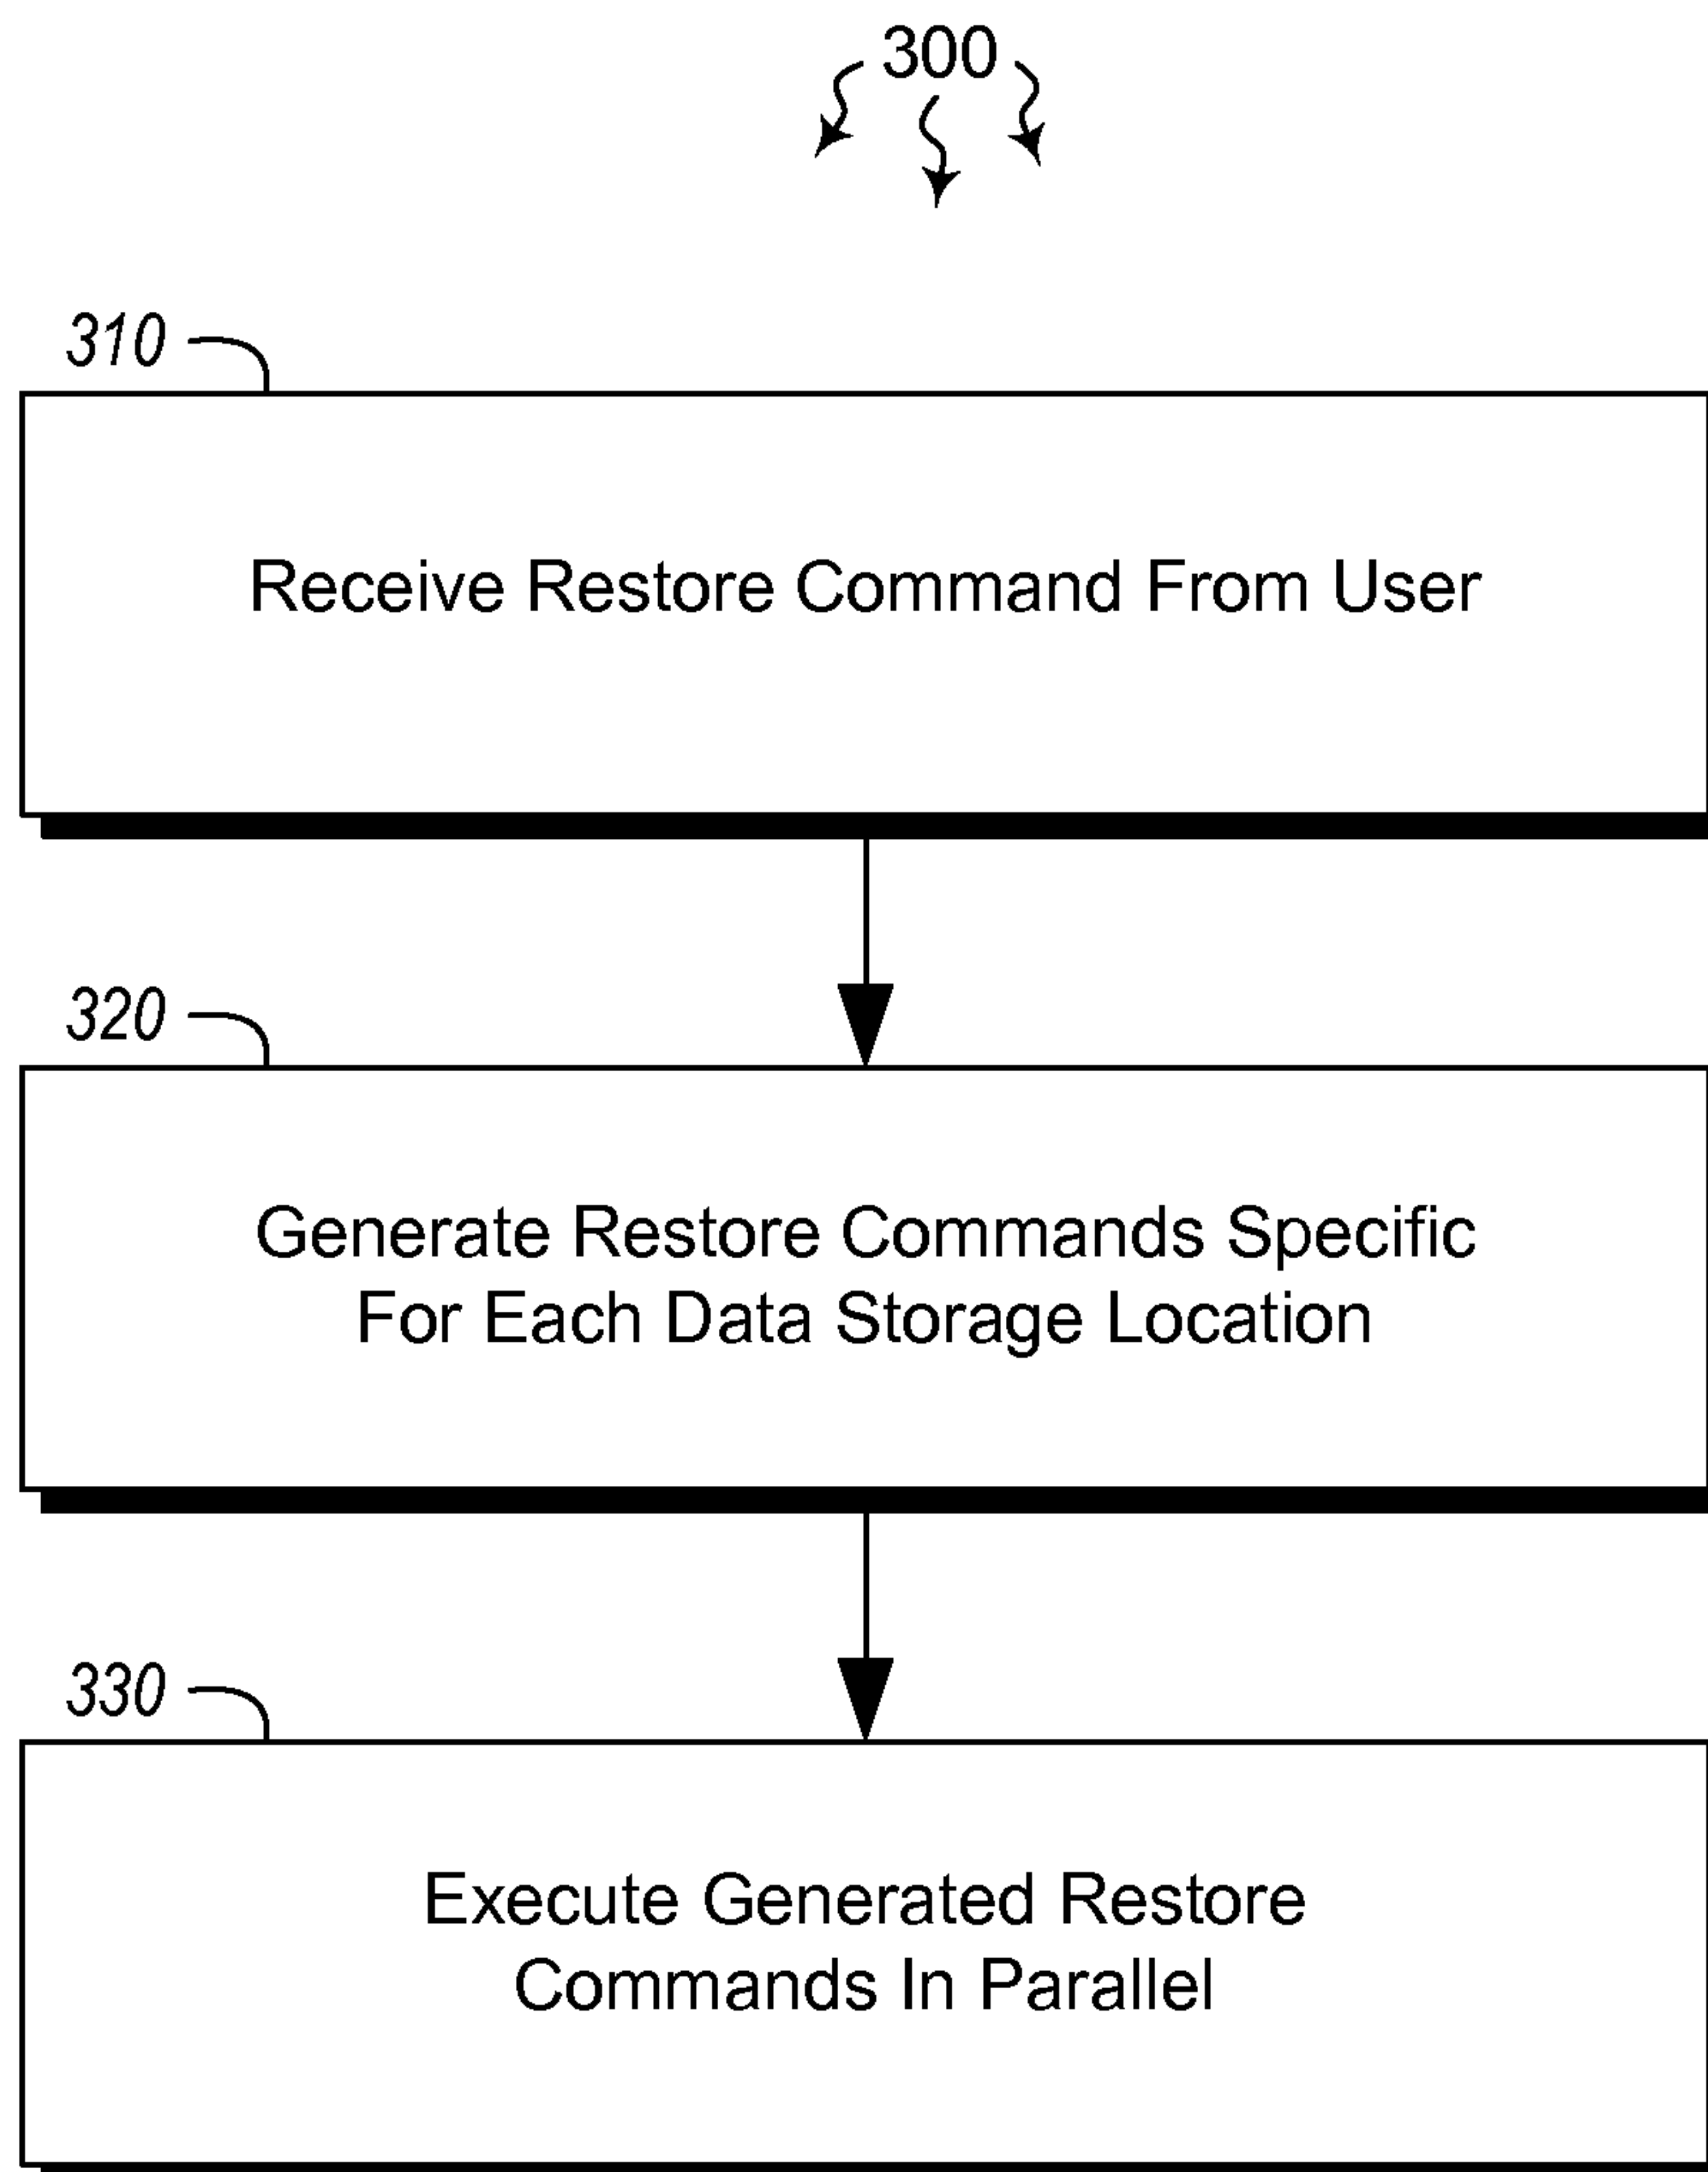 300
310
Receive Restore Command From User
320
Generate Restore Commands Specific
For Each Data Storage Location
330
Execute Generated Restore
Commands In Parallel